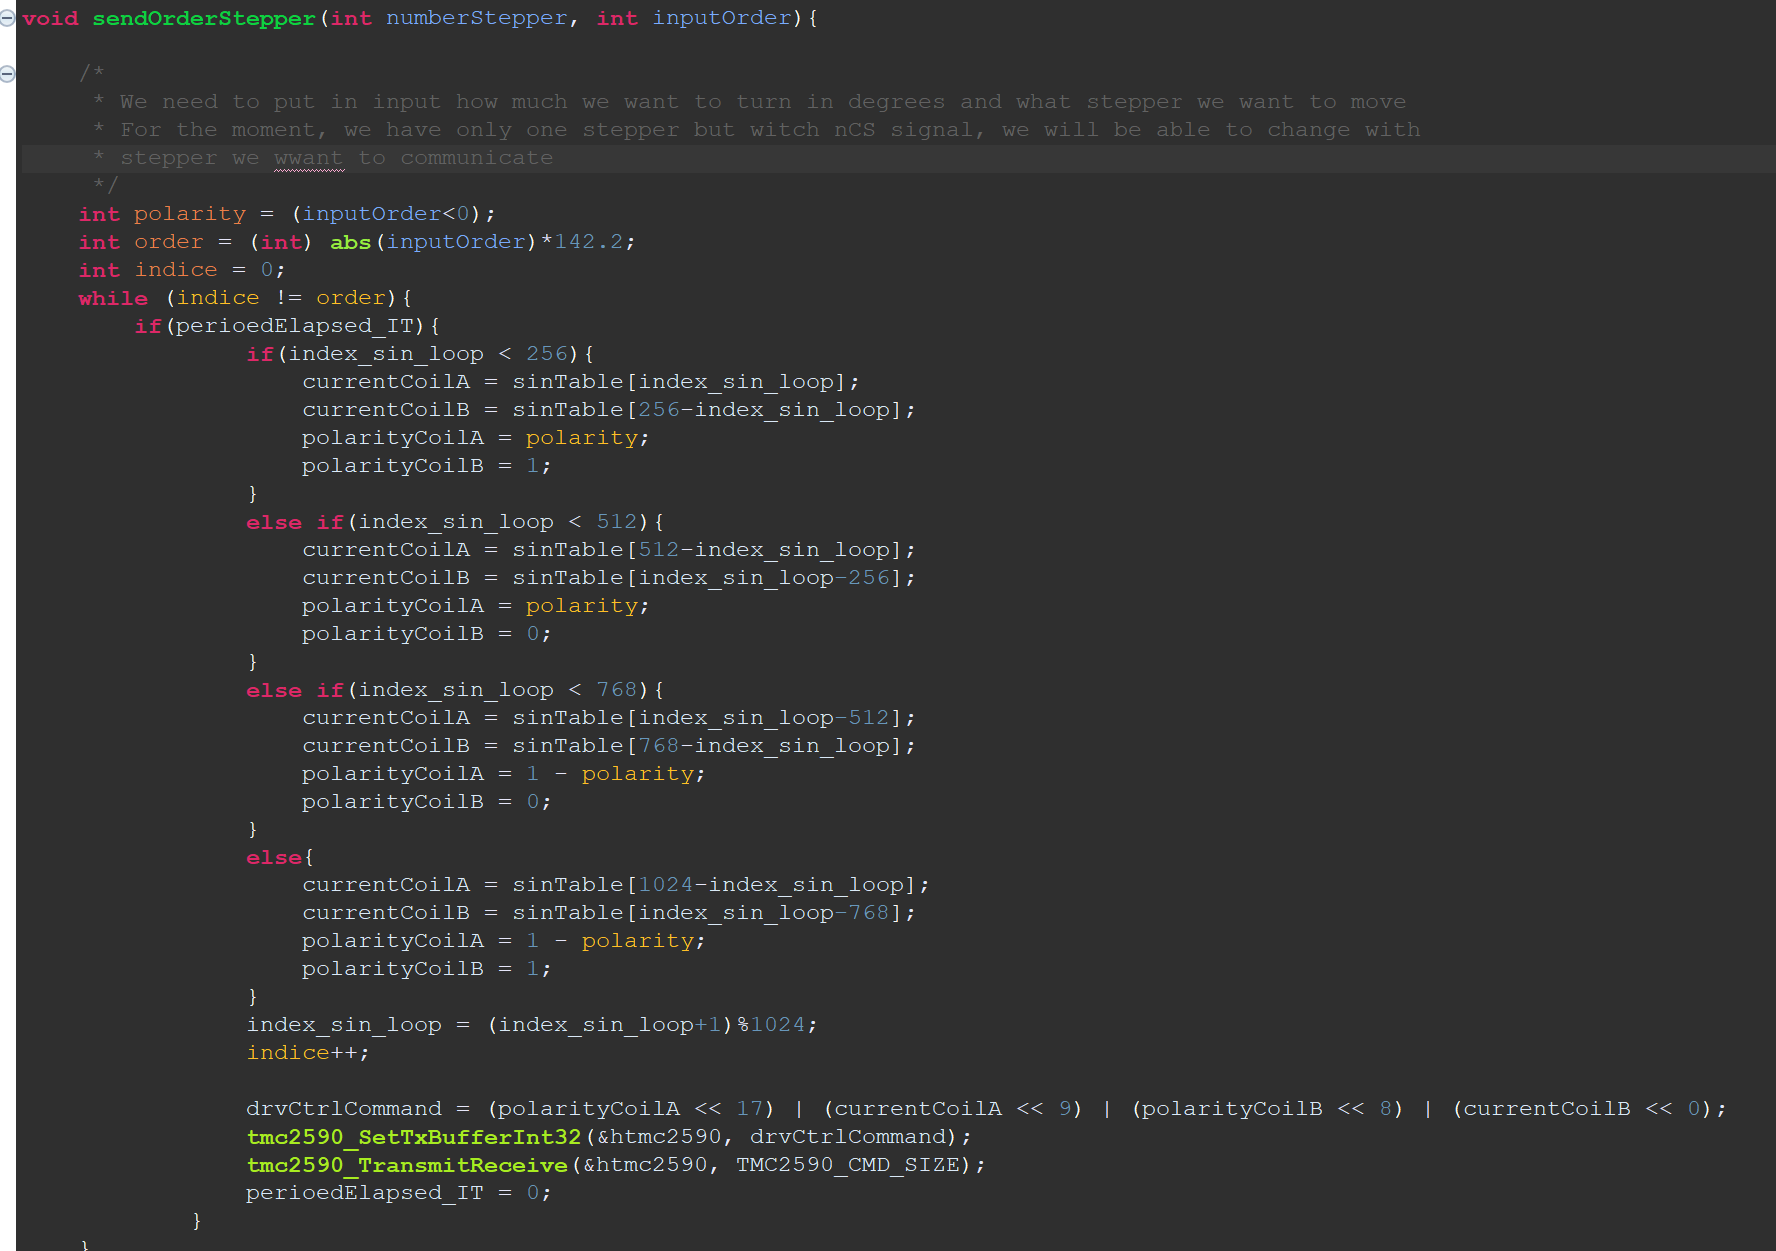 void sendOrderStepper(int numberStepper, int inputOrder){
/*
* We need to put in input how much we want to turn in degrees and what stepper we want to move
* For the moment, we have only one stepper but witch nCS signal, we will be able to change with
* stepper we wwant to communicate
*/
int polarity = (inputOrder<0);
int order = (int) abs(inputOrder)*142.2;
int indice = 0;
while (indice != order){
if(perioedElapsed_IT){
if(index_sin_loop < 256){
currentCoilA = sinTable[index_sin_loop];
currentCoilB = sinTable[256-index_sin_loop];
polarityCoilA = polarity;
polarityCoilB = 1;
}
else if(index_sin_loop < 512){
currentCoilA = sinTable[512-index_sin_loop];
currentCoilB = sinTable[index_sin_loop-256];
polarityCoilA = polarity;
polarityCoilB = 0;
}
else if(index_sin_loop < 768){
currentCoilA = sinTable[index_sin_loop-512];
currentCoilB = sinTable[768-index_sin_loop];
polarityCoilA = 1 - polarity;
polarityCoilB = 0;
}
else{
currentCoilA = sinTable[1024-index_sin_loop];
currentCoilB = sinTable[index_sin_loop-768];
polarityCoilA = 1 - polarity;
polarityCoilB = 1;
}
index_sin_loop = (index_sin_loop+1)%1024;
indice++;
drvCtrlCommand = (polarityCoilA << 17) | (currentCoilA << 9) | (polarityCoilB << 8) | (currentCoilB << 0);
tmc2590_SetTxBufferInt32(&htmc2590, drvCtrlCommand);
tmc2590_TransmitReceive(&htmc2590, TMC2590_CMD_SIZE);
perioedElapsed_IT = 0;
}
}